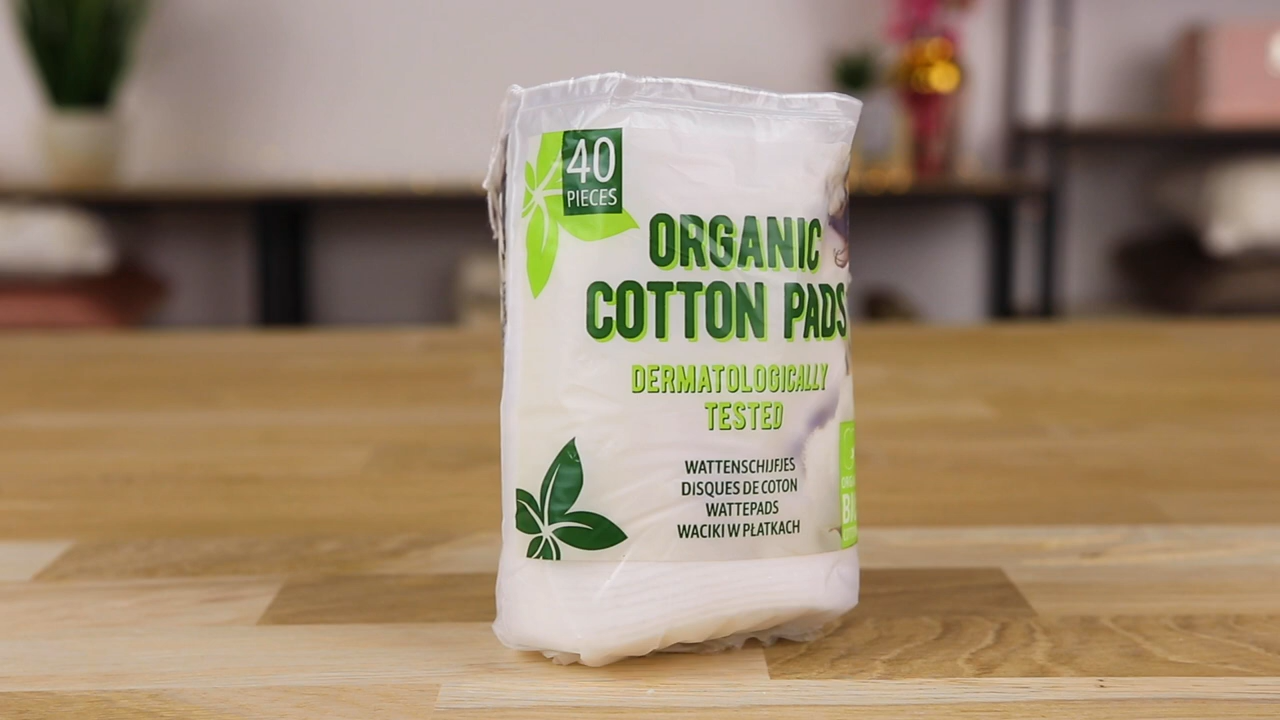 40
PIECES
ORGANIC
COTTON PADS
DERMATOLOGICALLY
TESTED
WATTENSCHIJFJES
DISQUES DE COTON
WATTEPADS
WACIKI W PŁATKACH